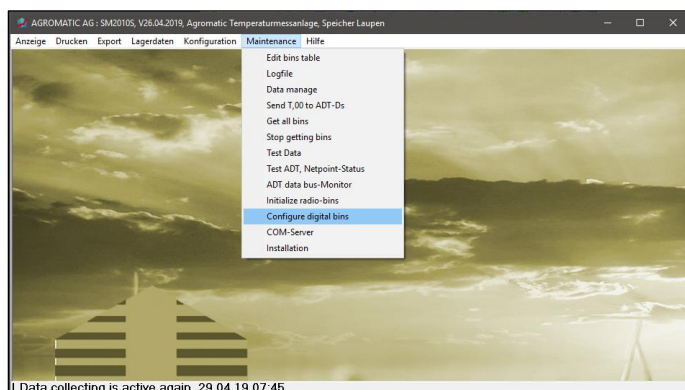 AGROMATIC AG : SM2010S, V26.04.2019, Agromatic Temperaturmessanlage, Speicher Laupen
Anzeige Drucken Export Lagerdaten Konfiguration Maintenance Hilfe
Edit bins table
Logfile
Data manage
Send T,00 to ADT-Ds
Get all bins
Stop getting bins
Test Data
Test ADT, Netpoint-Status
ADT data bus-Monitor
Initialize radio-bins
Configure digital bins
COM-Server
Installation
! Data collecting is active again, 29.04.19 07:45